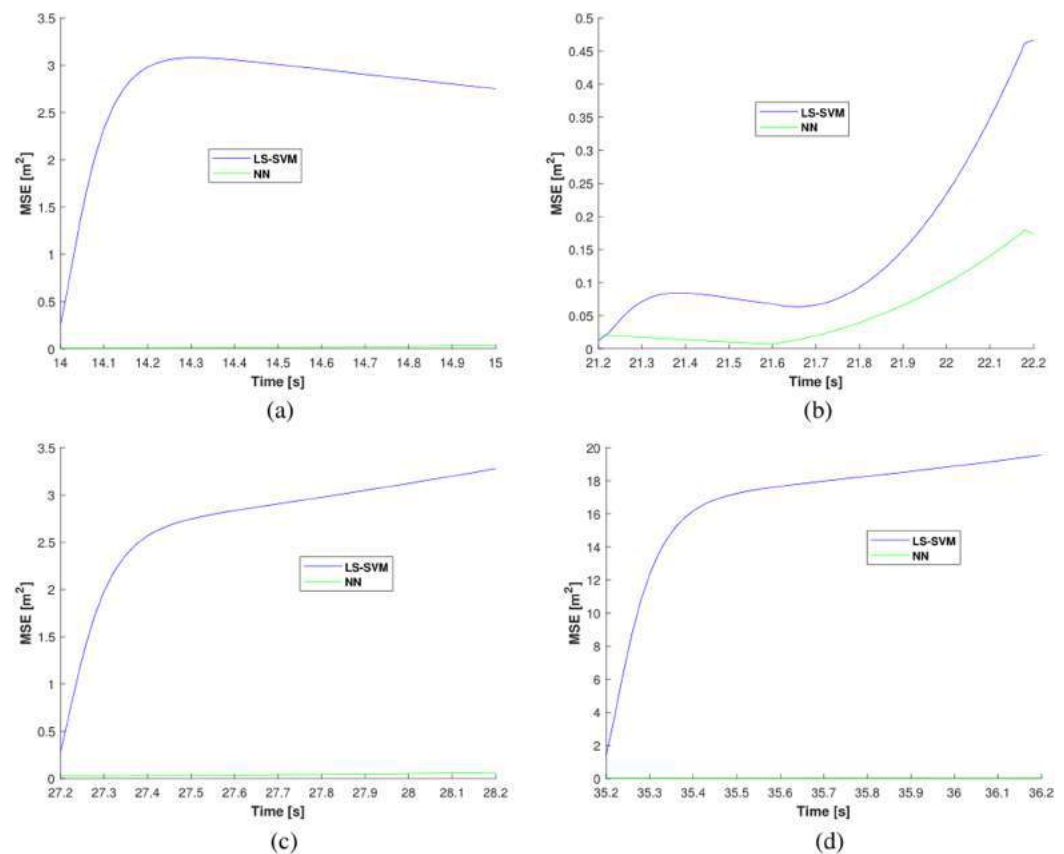 3.5
3
2.5
2
1.5
1
0.5
0
MSE [m²]
LS-SVM
NN
14 14.1 14.2 14.3 14.4 14.5 14.6 14.7 14.8 14.9 15
Time [s]
(a)
0.5
0.45
0.4
0.35
0.3
0.25
0.2
0.15
0.1
0.05
0
MSE [m²]
LS-SVM
NN
21.2 21.3 21.4 21.5 21.6 21.7 21.8 21.9 22 22.1 22.2
Time [s]
(b)
3.5
3
2.5
2
1.5
1
0.5
0
MSE [m²]
LS-SVM
NN
27.2 27.3 27.4 27.5 27.6 27.7 27.8 27.9 28 28.1 28.2
Time [s]
(c)
20
18
16
14
12
10
8
6
4
2
0
MSE [m²]
LS-SVM
NN
35.2 35.3 35.4 35.5 35.6 35.7 35.8 35.9 36 36.1 36.2
Time [s]
(d)